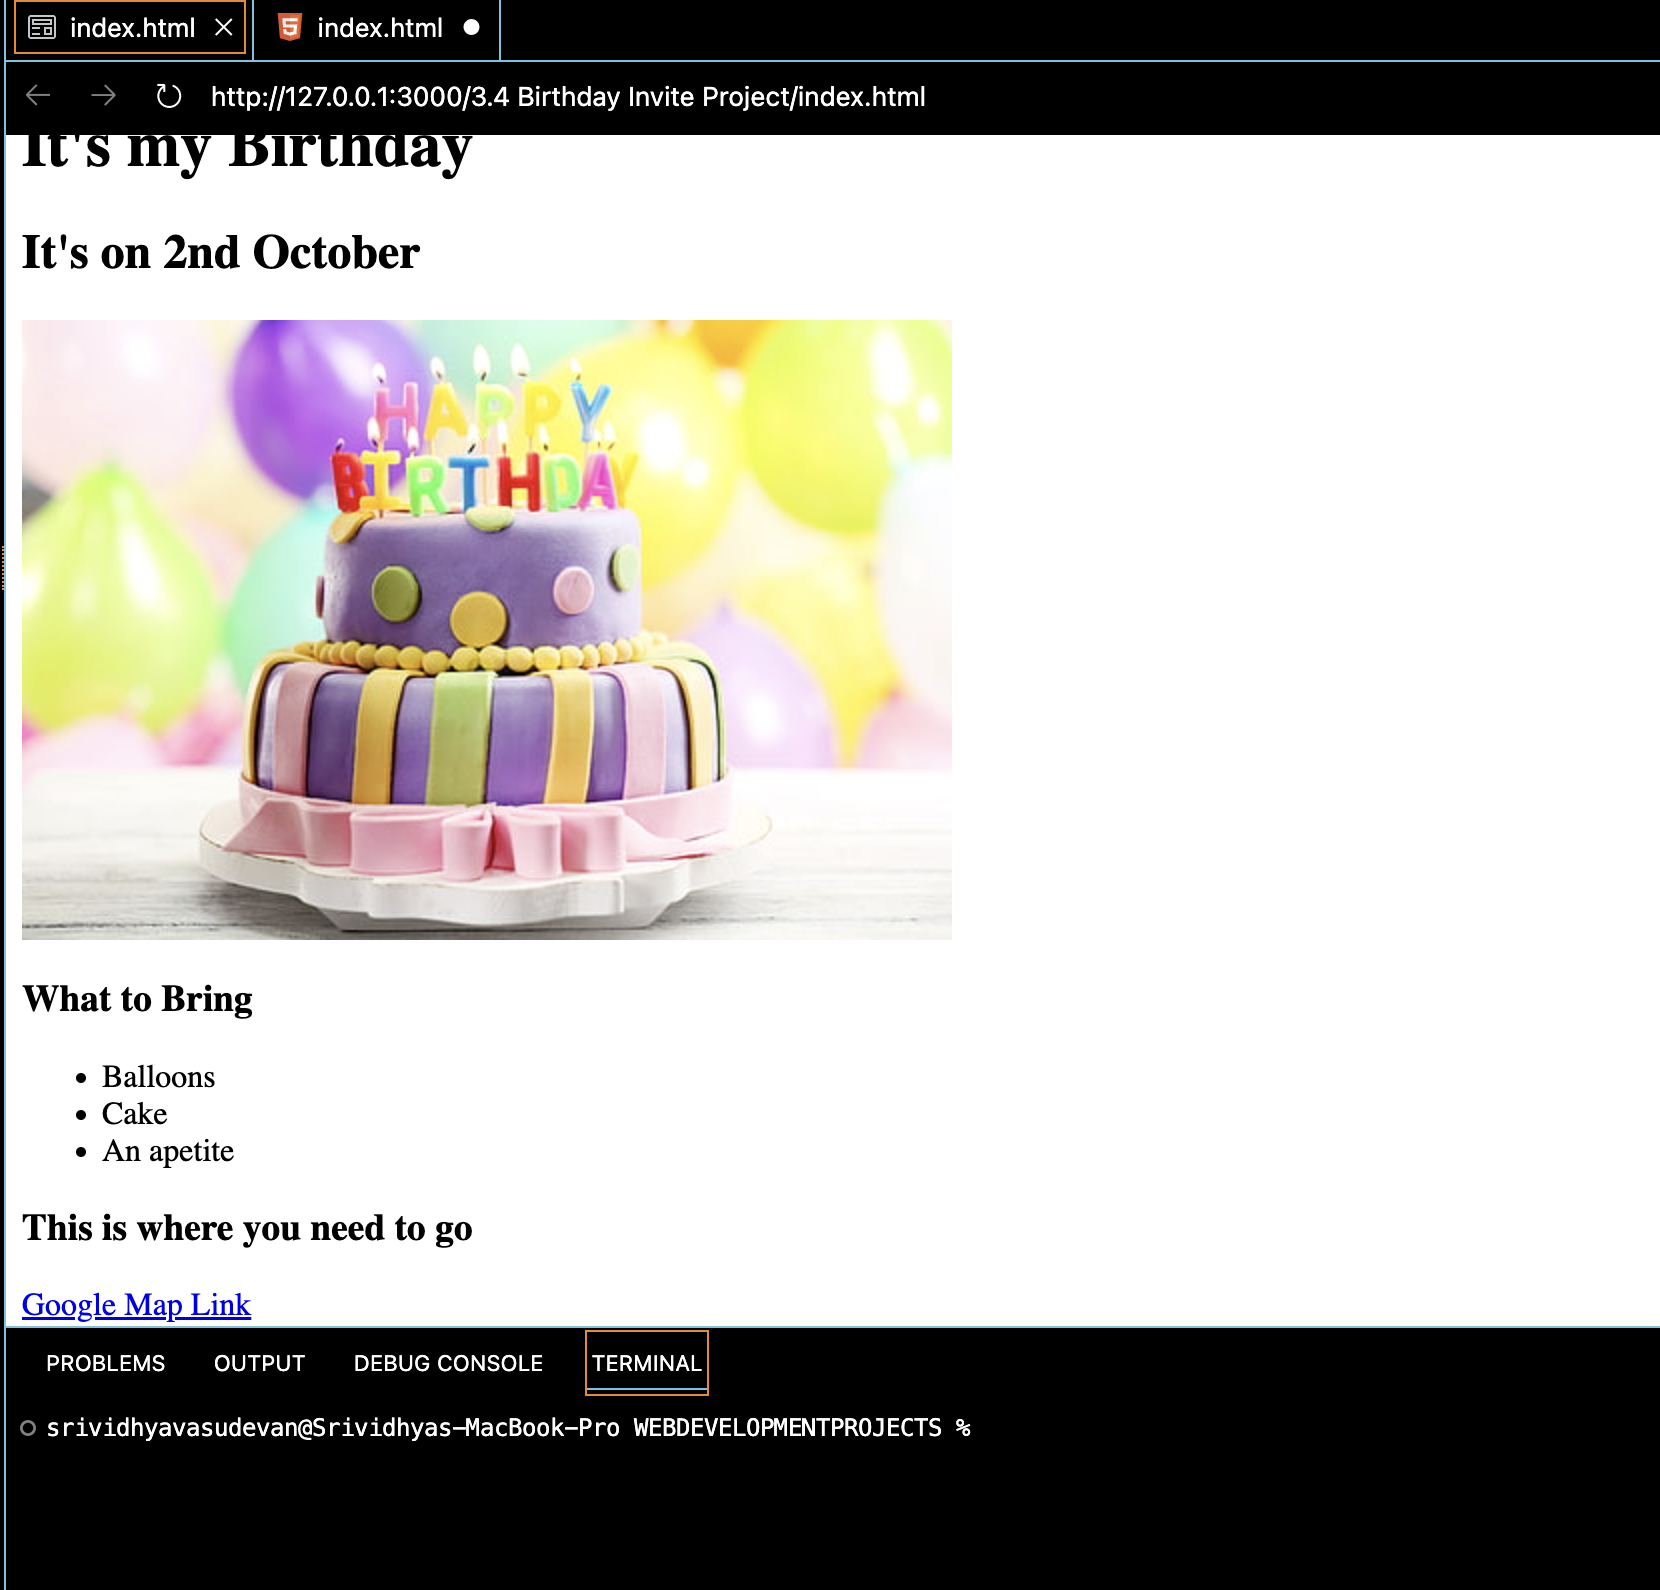 index.html
index.html
http://127.0.0.1:3000/3.4 Birthday Invite Project/index.html
It's my Birthday
It's on 2nd October
HAPPY
BIRTHDAY
What to Bring
• Balloons
• Cake
• An apetite
This is where you need to go
Google Map Link
PROBLEMS OUTPUT DEBUG CONSOLE TERMINAL
srividhyavasudevan@Srividhyas-MacBook-Pro WEBDEVELOPMENTPROJECTS %